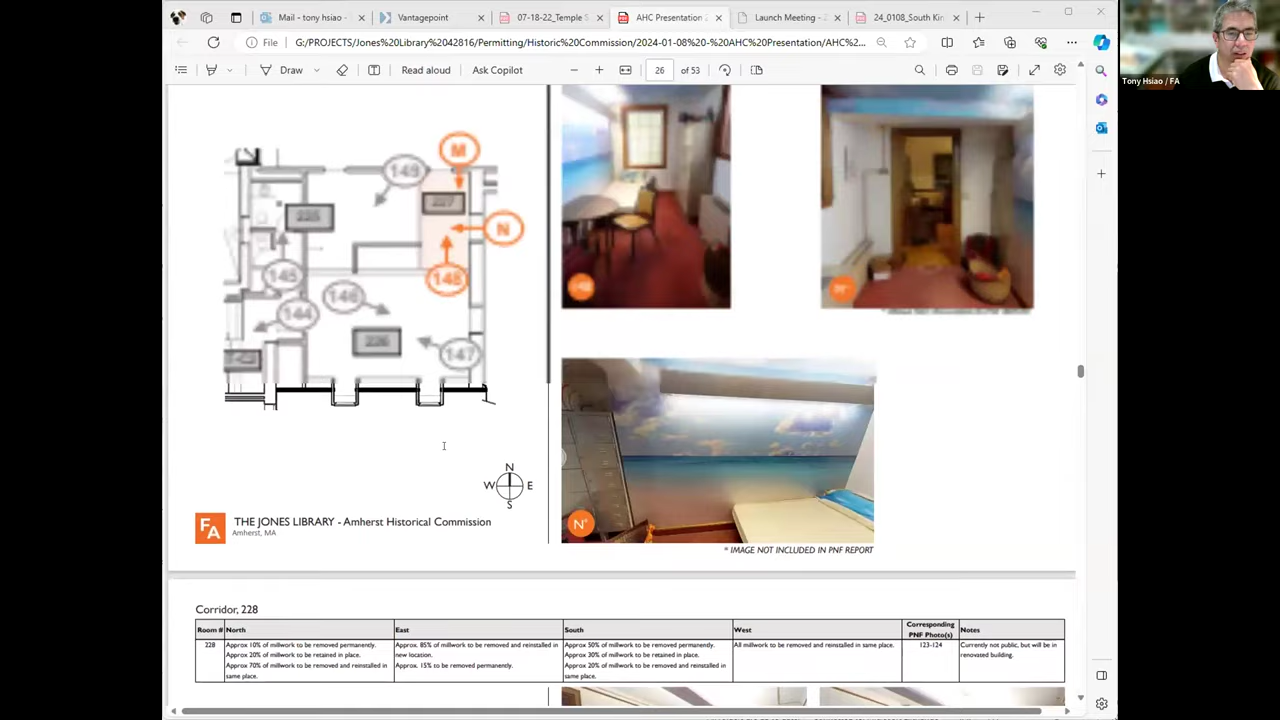 Mail - tony hsiao -
Vantagepoint
07-18-22_Temple S
AHC Presentation
Launch Meeting - 2
24_0108_South Kin
File
G:/PROJECTS/Jones%20Library%2042816/Permitting/Historic%20Commission/2024-01-08%20-%20AHC%20Presentation/AHC%...
Draw
Read aloud
Ask Copilot
26
of 53
Tony Hsiao / FA
M
149
227
N
148
145
146
144
226
147
N*
N
W
E
S
FA
THE JONES LIBRARY - Amherst Historical Commission
Amherst, MA
* IMAGE NOT INCLUDED IN PNF REPORT
Corridor, 228
Room #
North
East
South
West
Corresponding
PNF Photo(s)
Notes
228
Approx 10% of millwork to be removed permanently.
Approx 20% of millwork to be retained in place.
Approx 70% of millwork to be removed and reinstalled in
same place.
Approx. 85% of millwork to be removed and reinstalled in
new location.
Approx. 15% to be removed permanently.
Approx 50% of millwork to be removed permanently.
Approx 30% of millwork to be retained in place.
Approx 20% of millwork to be removed and reinstalled in
same place.
All millwork to be removed and reinstalled in same place.
123-124
Currently not public, but will be in
renovated building.